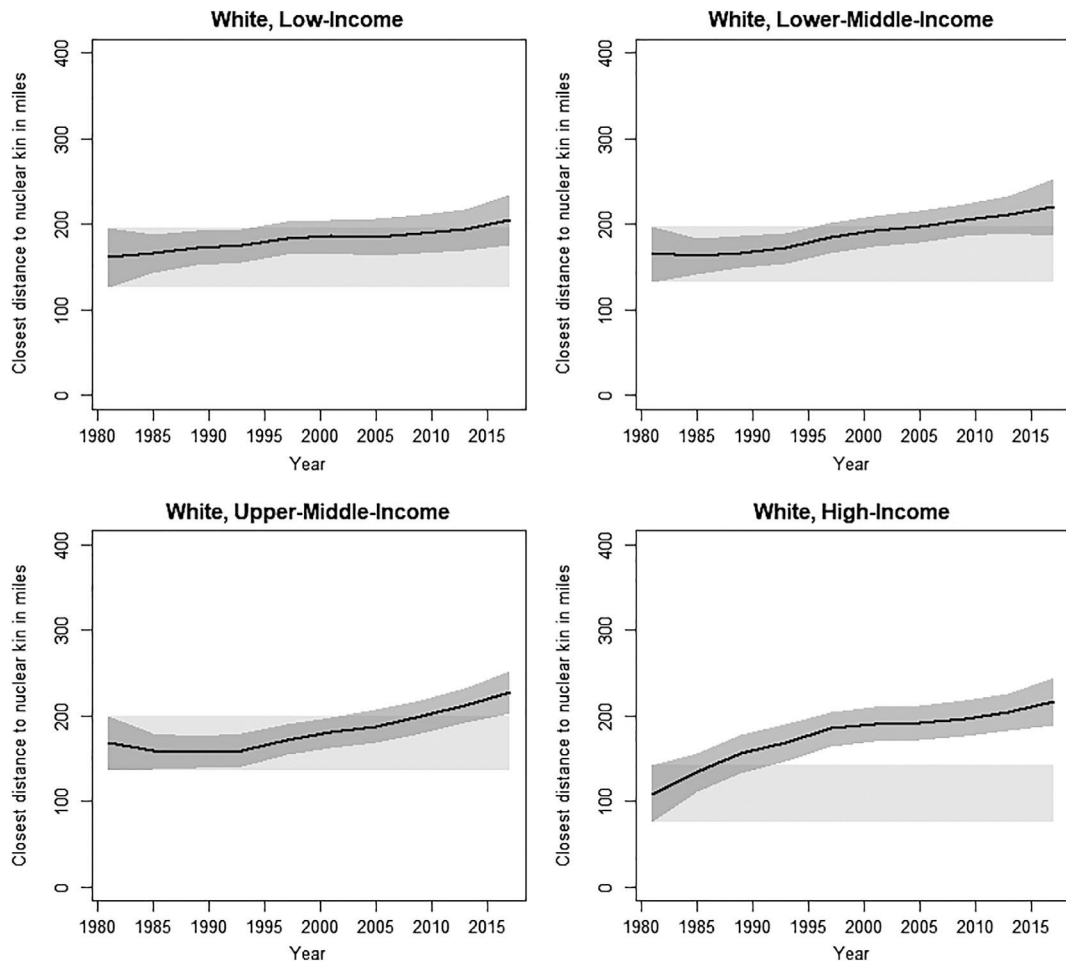 White, Low-Income
Closest distance to nuclear kin in miles
400
300
200
100
0
1980 1985 1990 1995 2000 2005 2010 2015
Year
White, Lower-Middle-Income
Closest distance to nuclear kin in miles
400
300
200
100
0
1980 1985 1990 1995 2000 2005 2010 2015
Year
White, Upper-Middle-Income
Closest distance to nuclear kin in miles
400
300
200
100
0
1980 1985 1990 1995 2000 2005 2010 2015
Year
White, High-Income
Closest distance to nuclear kin in miles
400
300
200
100
0
1980 1985 1990 1995 2000 2005 2010 2015
Year